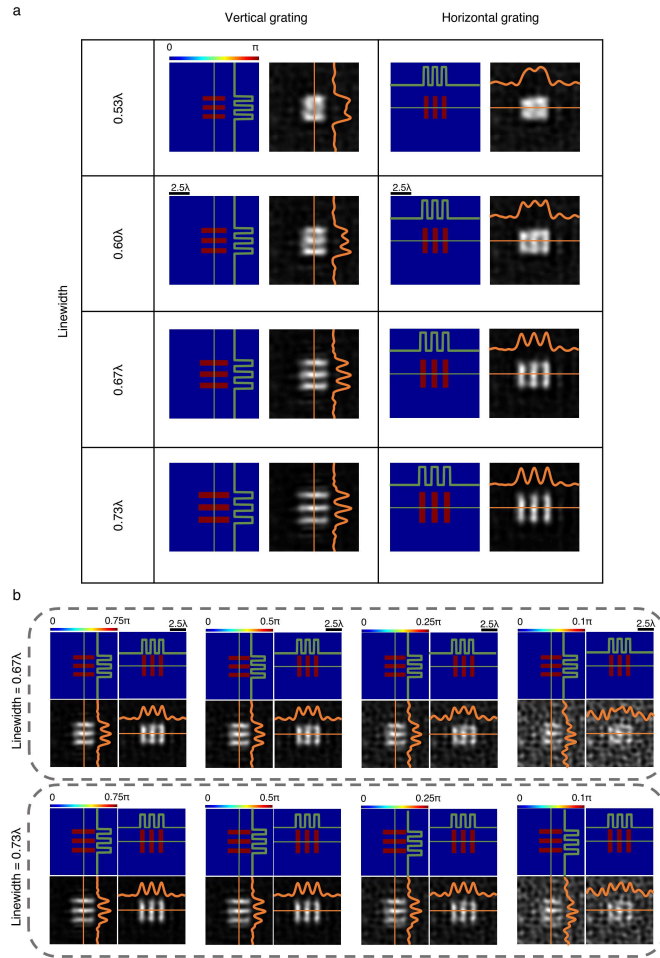 a
Vertical grating
Horizontal grating
0
π
Linewidth
0.53λ
2.5λ
2.5λ
0.60λ
0.67λ
0.73λ
b
Linewidth = 0.67λ
0
0.75π
2.5λ
0
0.5π
2.5λ
0
0.25π
2.5λ
0
0.1π
2.5λ
Linewidth = 0.73λ
0
0.75π
0
0.5π
0
0.25π
0
0.1π